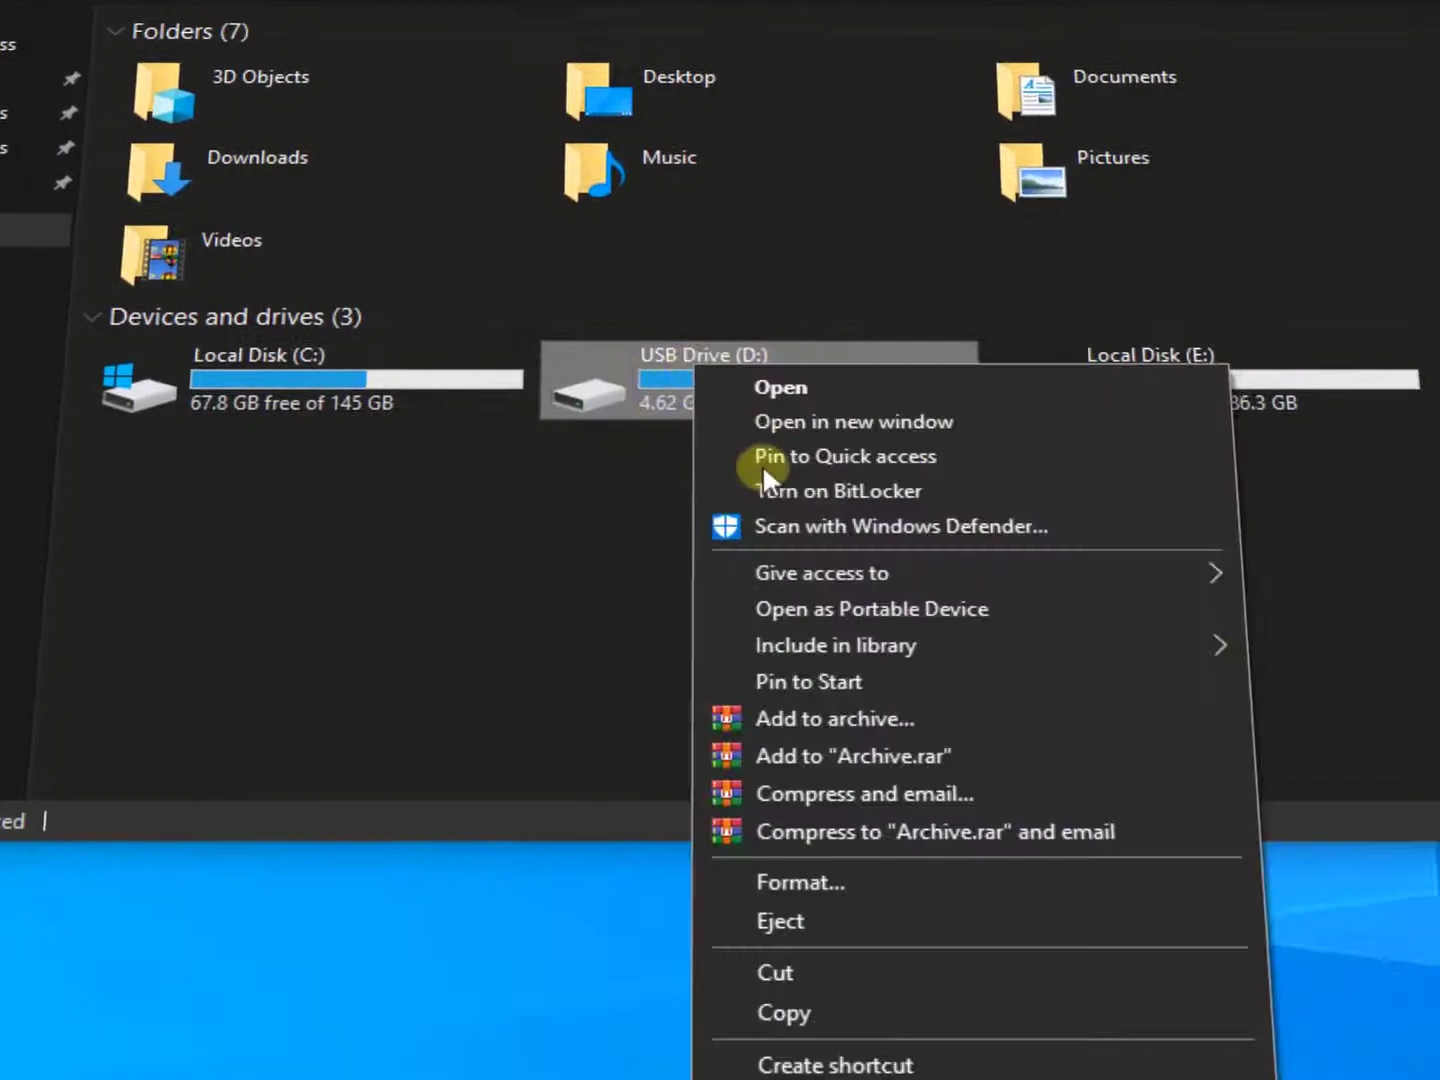 ss
Folders (7)
3D Objects
Desktop
Documents
s
Downloads
Music
Pictures
s
Videos
Devices and drives (3)
Local Disk (C:)
67.8 GB free of 145 GB
USB Drive (D:)
4.62 G
Local Disk (E:)
36.3 GB
Open
Open in new window
Pin to Quick access
Turn on BitLocker
Scan with Windows Defender...
Give access to
Open as Portable Device
Include in library
Pin to Start
Add to archive...
Add to "Archive.rar"
Compress and email...
Compress to "Archive.rar" and email
Format...
Eject
Cut
Copy
Create shortcut
ted